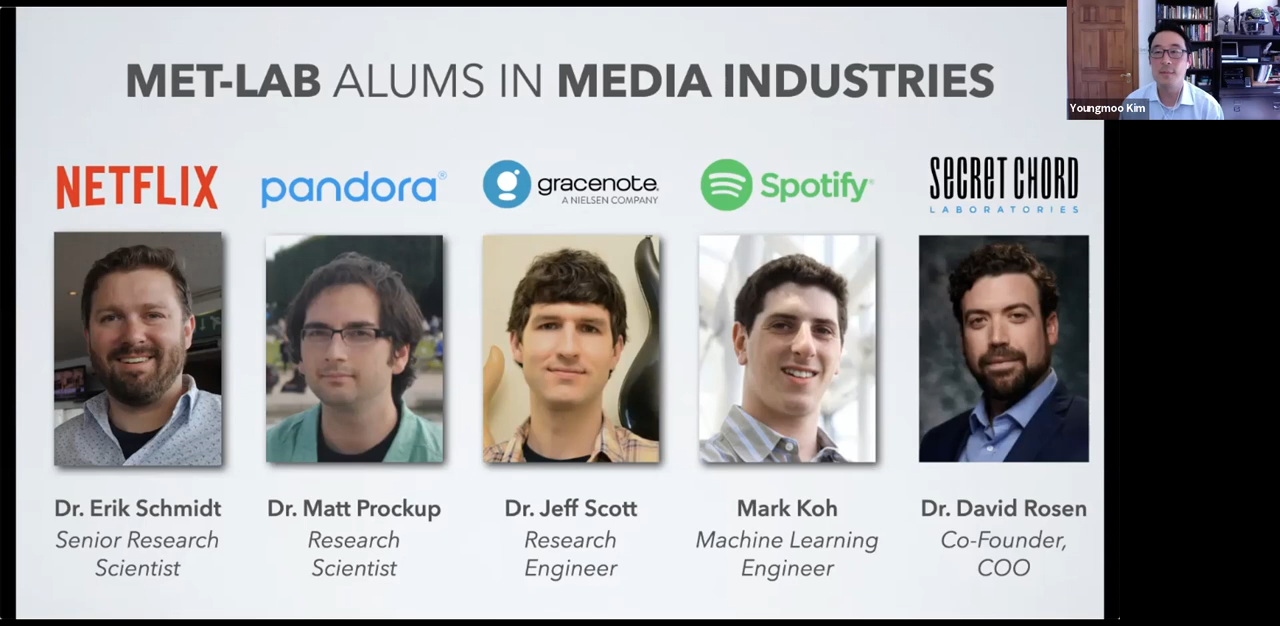 MET-LAB ALUMS IN MEDIA INDUSTRIES
Youngmoo Kim
NETFLIX
pandora®
gracenote.
A NIELSEN COMPANY
Spotify®
SECRET CHORD
LABORATORIES
Dr. Erik Schmidt
Senior Research
Scientist
Dr. Matt Prockup
Research
Scientist
Dr. Jeff Scott
Research
Engineer
Mark Koh
Machine Learning
Engineer
Dr. David Rosen
Co-Founder,
COO